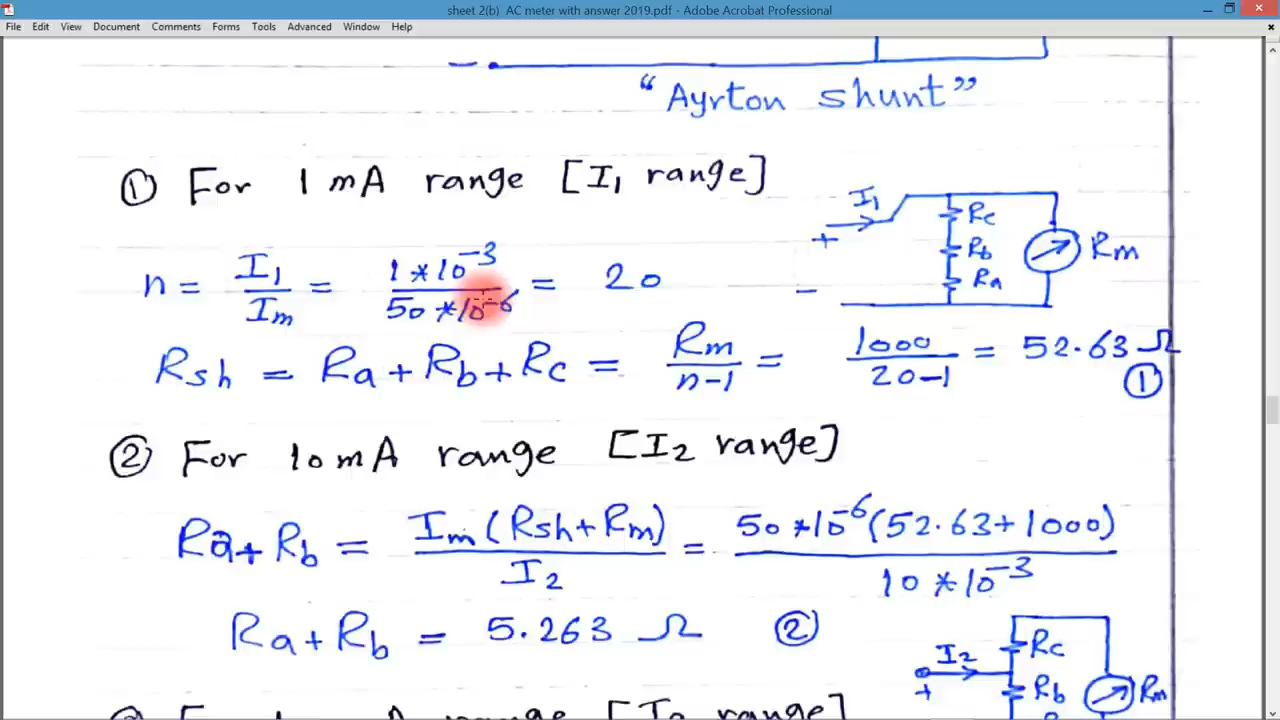 sheet 2(b)  AC meter with answer 2019.pdf - Adobe Acrobat Professional
File Edit View Document Comments Forms Tools Advanced Window Help
“Ayrton shunt”
① For 1 mA range [I₁ range]
I₁
+
-
Rc
Rb
Ra
Rm
n = I₁/Im = 1*10⁻³/50*10⁻⁶ = 20
Rsh = Ra+Rb+Rc = Rm/n-1 = 1000/20-1 = 52.63 Ω ①
② For 10 mA range [I₂ range]
Ra+Rb = Im(Rsh+Rm)/I₂ = 50*10⁻⁶(52.63+1000)/10*10⁻³
Ra+Rb = 5.263 Ω ②
I₂
+
Rc
Rb
Rm